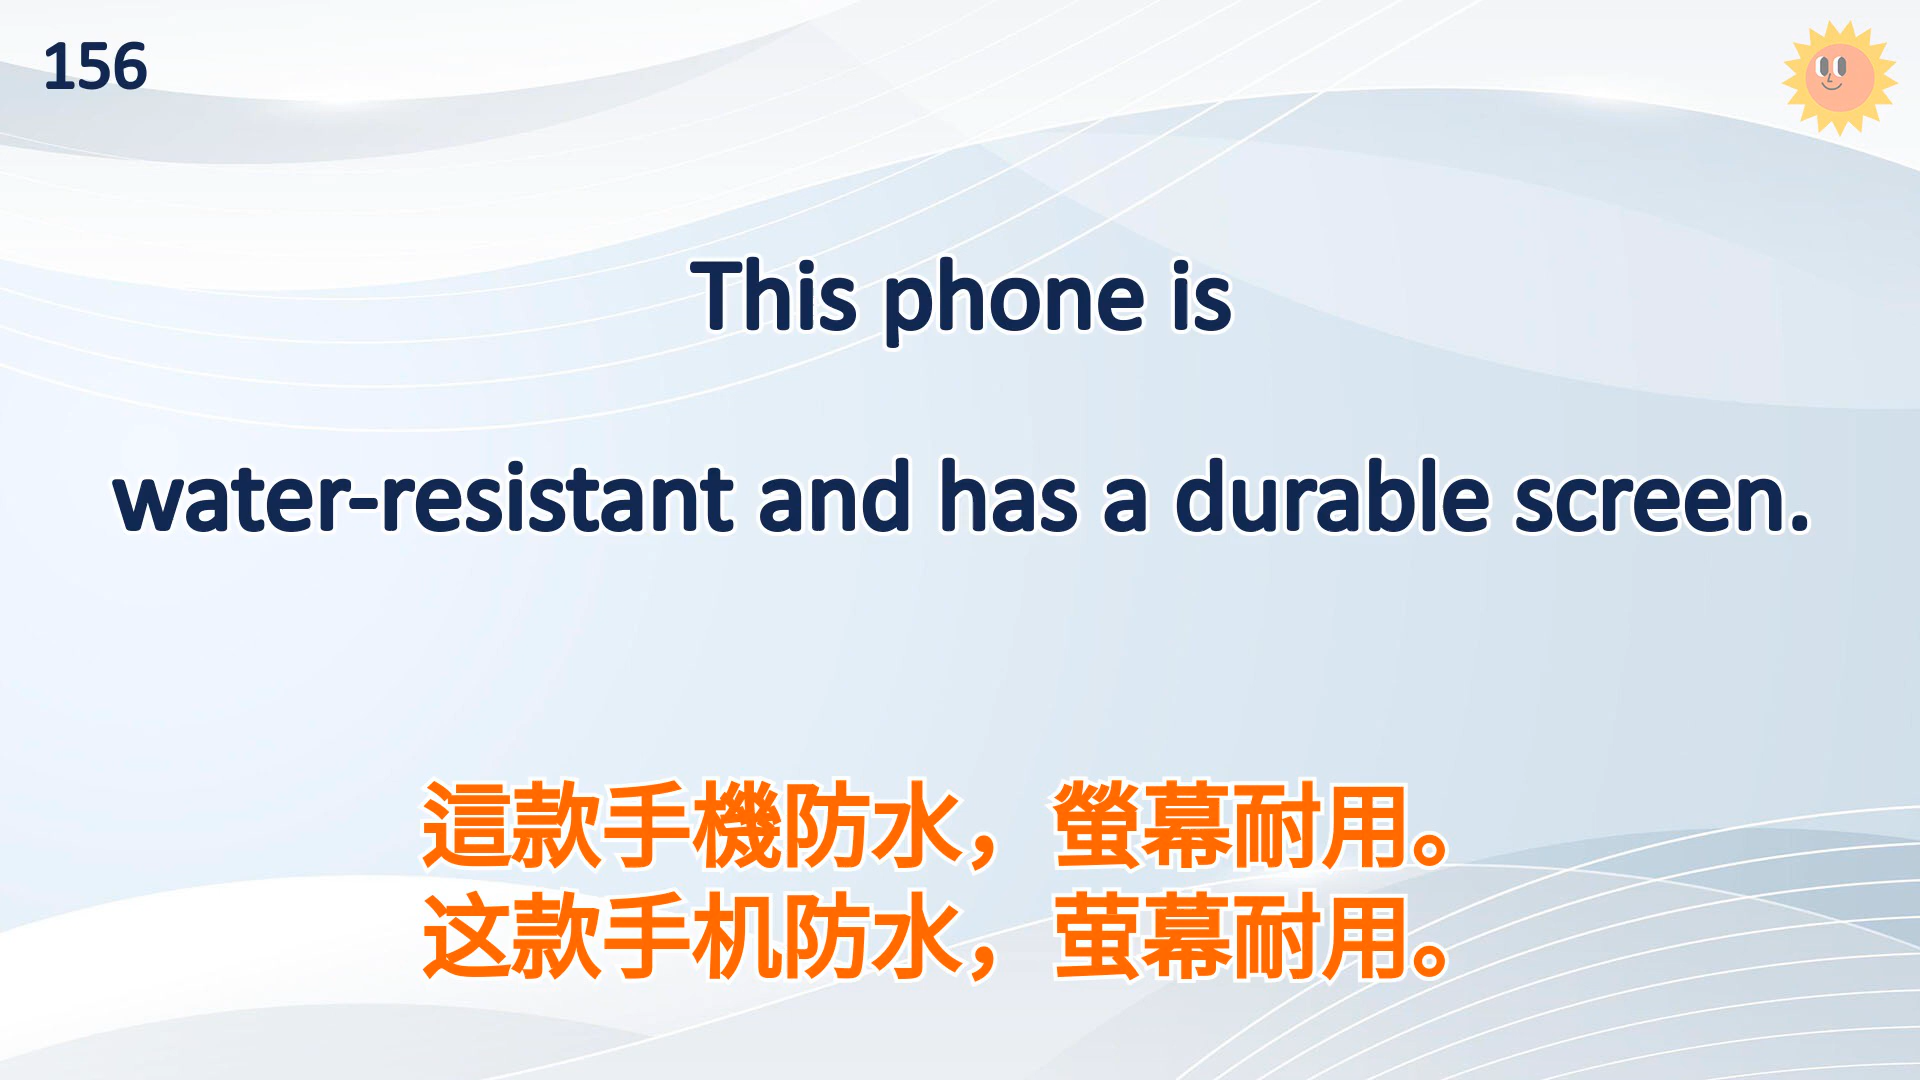 156
This phone is
water-resistant and has a durable screen.
這款手機防水，螢幕耐用。
这款手机防水，萤幕耐用。